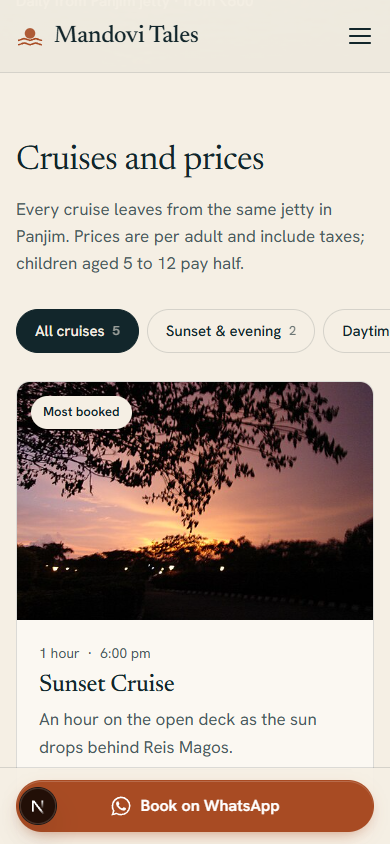 Mandovi Tales
Cruises and prices
Every cruise leaves from the same jetty in
Panjim. Prices are per adult and include taxes;
children aged 5 to 12 pay half.
All cruises 5
Sunset & evening 2
Daytim
Most booked
1 hour · 6:00 pm
Sunset Cruise
An hour on the open deck as the sun
drops behind Reis Magos.
N
Book on WhatsApp